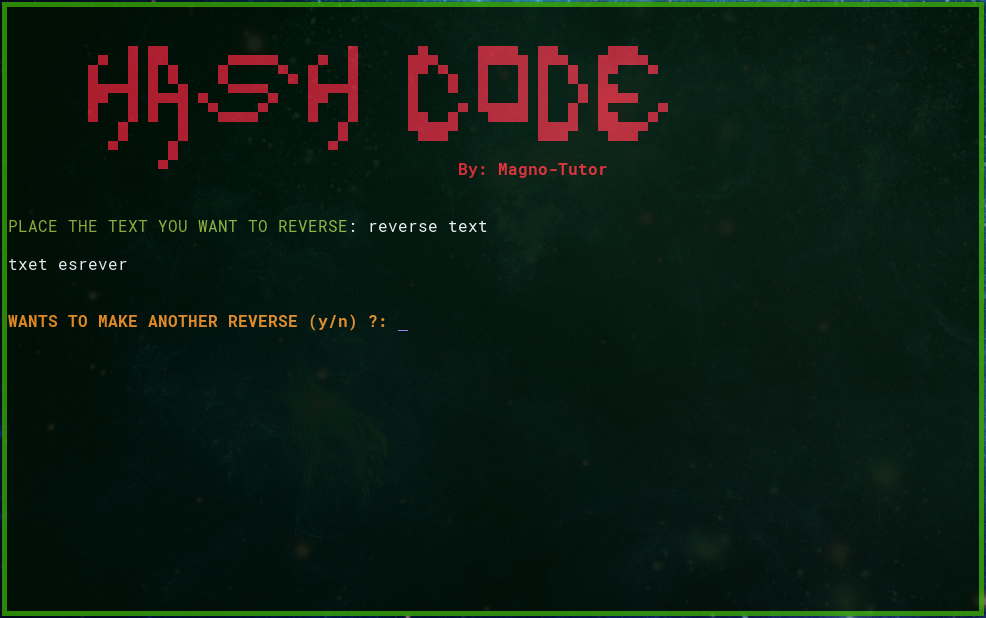 HASH CODE
By: Magno-Tutor
PLACE THE TEXT YOU WANT TO REVERSE: reverse text
txet esrever
WANTS TO MAKE ANOTHER REVERSE (y/n) ?: _